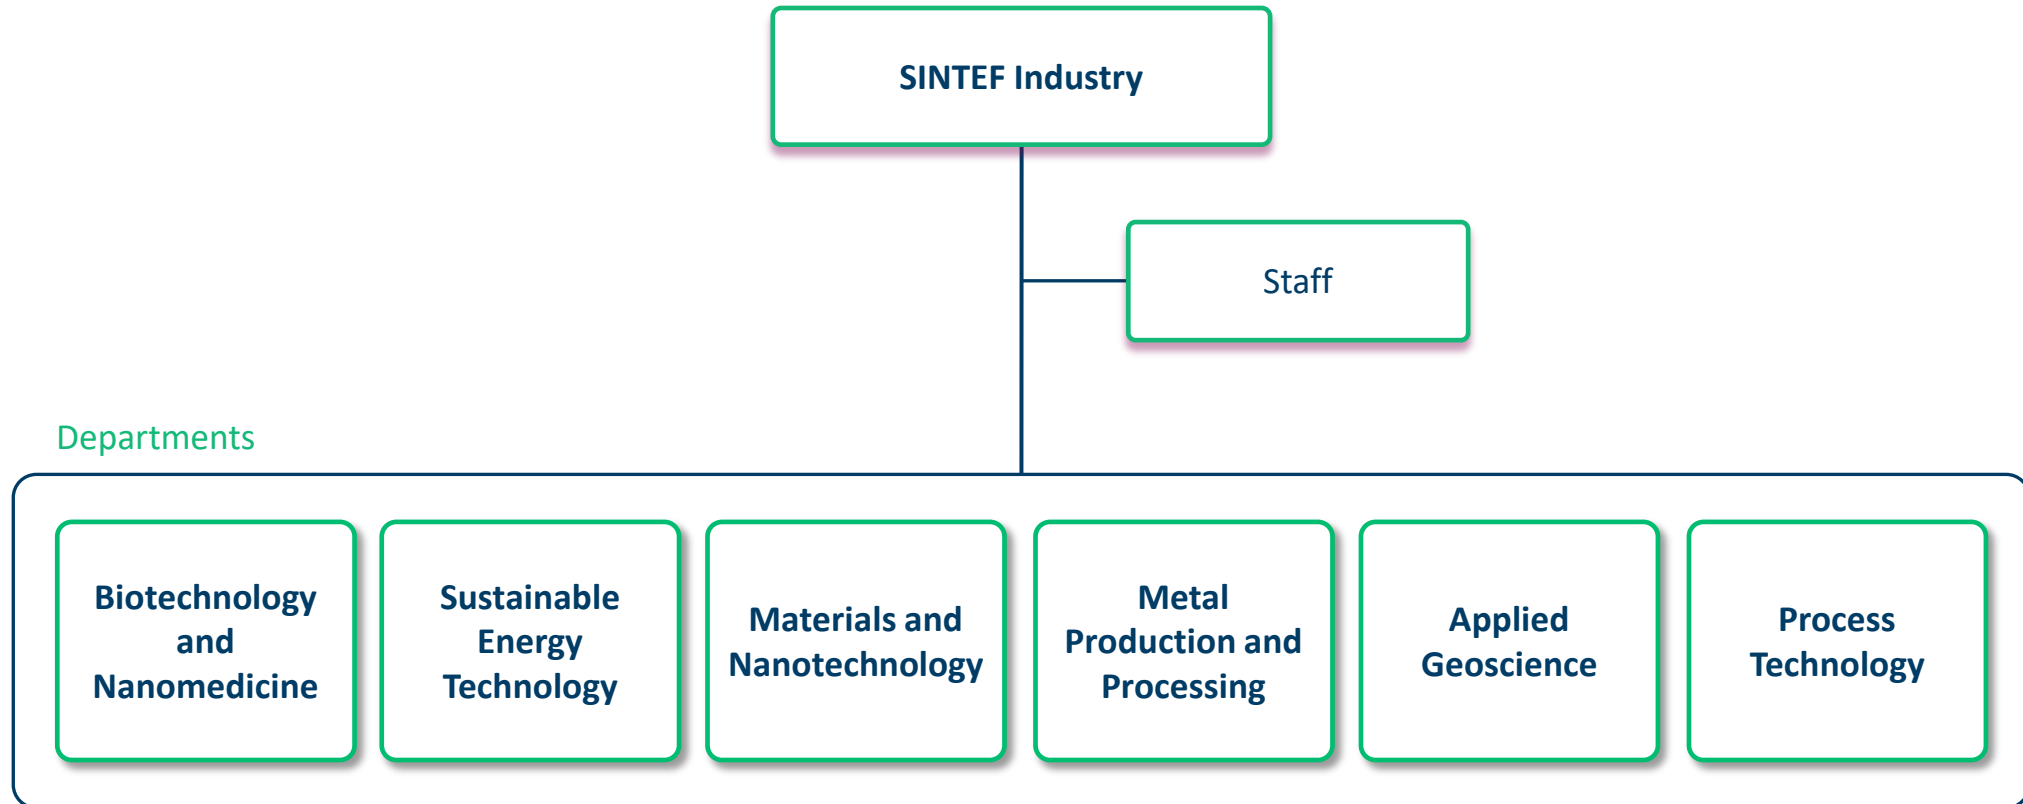 SINTEF Industry
Staff
Departments
Biotechnology
and
Nanomedicine
Sustainable
Energy
Technology
Materials and
Nanotechnology
Metal
Production and
Processing
Applied
Geoscience
Process
Technology